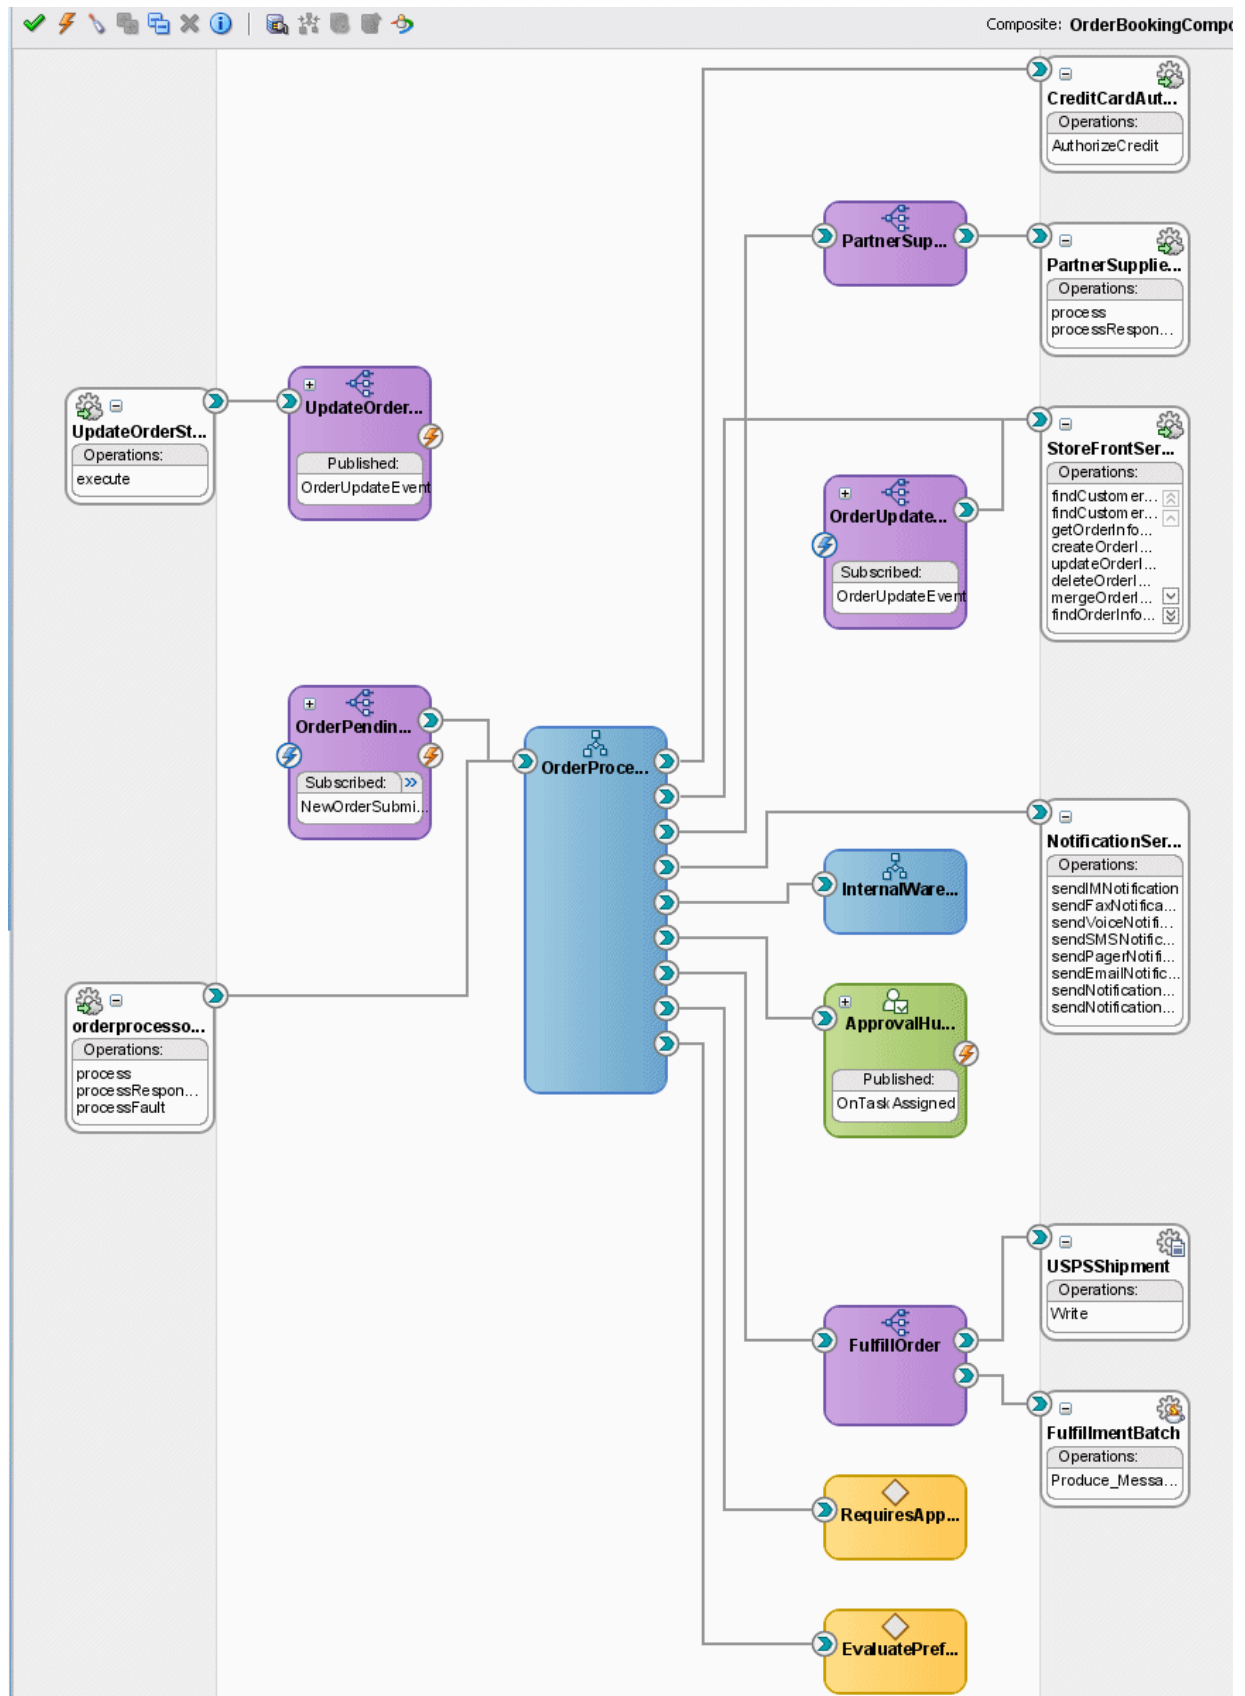 Composite: OrderBookingCompo
CreditCardAut...
Operations:
AuthorizeCredit
PartnerSup...
PartnerSupplie...
Operations:
process
processRespon...
UpdateOrderSt...
Operations:
execute
UpdateOrder...
Published:
OrderUpdateEvent
StoreFrontSer...
Operations:
findCustomer...
findCustomer...
getOrderInfo...
createOrderI...
updateOrderI...
deleteOrderI...
mergeOrderI...
findOrderInfo...
OrderUpdate...
Subscribed:
OrderUpdateEvent
OrderPendin...
Subscribed:
NewOrderSubmi...
OrderProce...
NotificationSer...
Operations:
sendIMNotification
sendFaxNotifica...
sendVoiceNotifi...
sendSMSNotific...
sendPagerNotifi...
sendEmailNotific...
sendNotification...
sendNotification...
InternalWare...
orderprocesso...
Operations:
process
processRespon...
processFault
ApprovalHu...
Published:
OnTaskAssigned
USPSShipment
Operations:
Write
FulfillOrder
FulfillmentBatch
Operations:
Produce_Messa...
RequiresApp...
EvaluatePref...